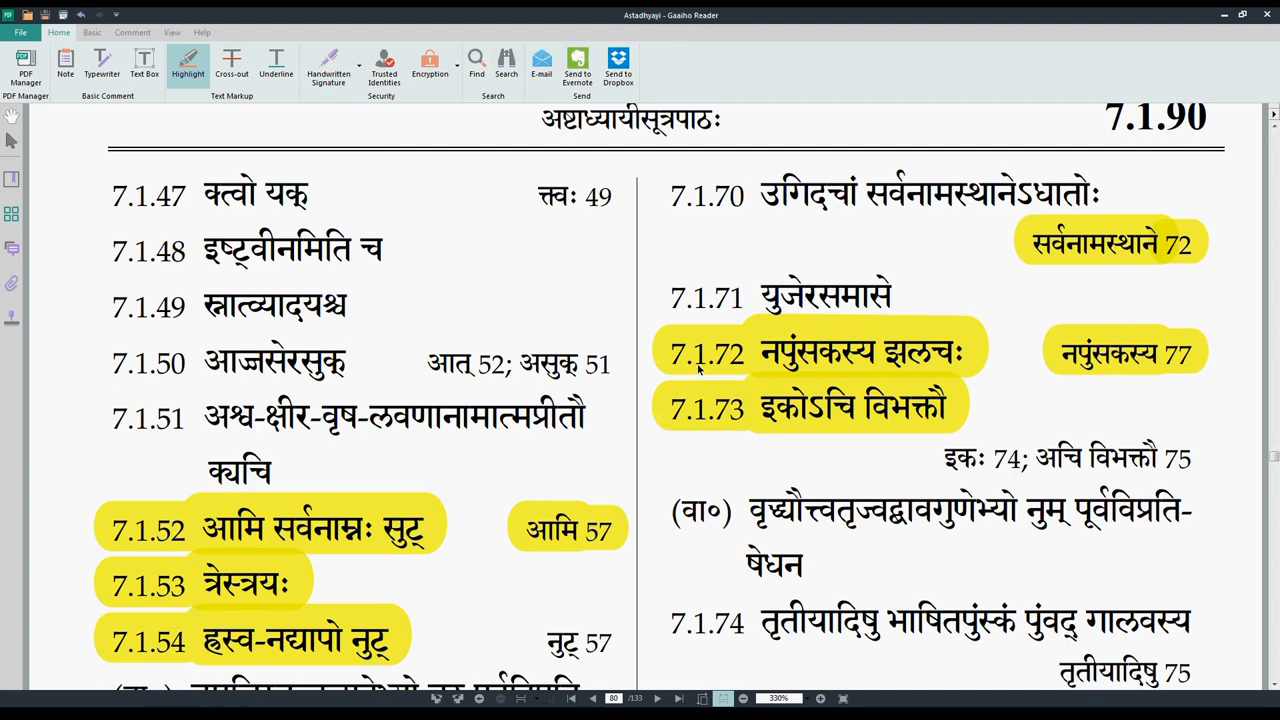 Astadhyayi - Gaaiho Reader
File Home Basic Comment View Help
PDF Manager Note Typewriter Text Box Highlight Cross-out Underline Handwritten Signature Trusted Identities Encryption Find Search E-mail Send to Evernote Send to Dropbox
PDF Manager Basic Comment Text Markup Security Search Send
अष्टाध्यायीसूत्रपाठः 7.1.90
7.1.47 क्त्वो यक् क्त्वः 49
7.1.48 इष्ट्वीनमिति च
7.1.49 स्नात्व्यादयश्च
7.1.50 आज्जसेरसुक् आत् 52; असुक् 51
7.1.51 अश्व-क्षीर-वृष-लवणानामात्मप्रीतौ
क्यचि
7.1.52 आमि सर्वनाम्नः सुट् आमि 57
7.1.53 त्रेस्त्रयः
7.1.54 ह्रस्व-नद्यापो नुट् नुट् 57
7.1.70 उगिदचां सर्वनामस्थानेऽधातोः
सर्वनामस्थाने 72
7.1.71 युजेरसमासे
7.1.72 नपुंसकस्य झलचः नपुंसकस्य 77
7.1.73 इकोऽचि विभक्तौ
इकः 74; अचि विभक्तौ 75
(वा॰) वृद्ध्यौत्त्वतृज्वद्भावगुणेभ्यो नुम् पूर्वविप्रति-
षेधन
7.1.74 तृतीयादिषु भाषितपुंस्कं पुंवद् गालवस्य
तृतीयादिषु 75
80 /133 330%